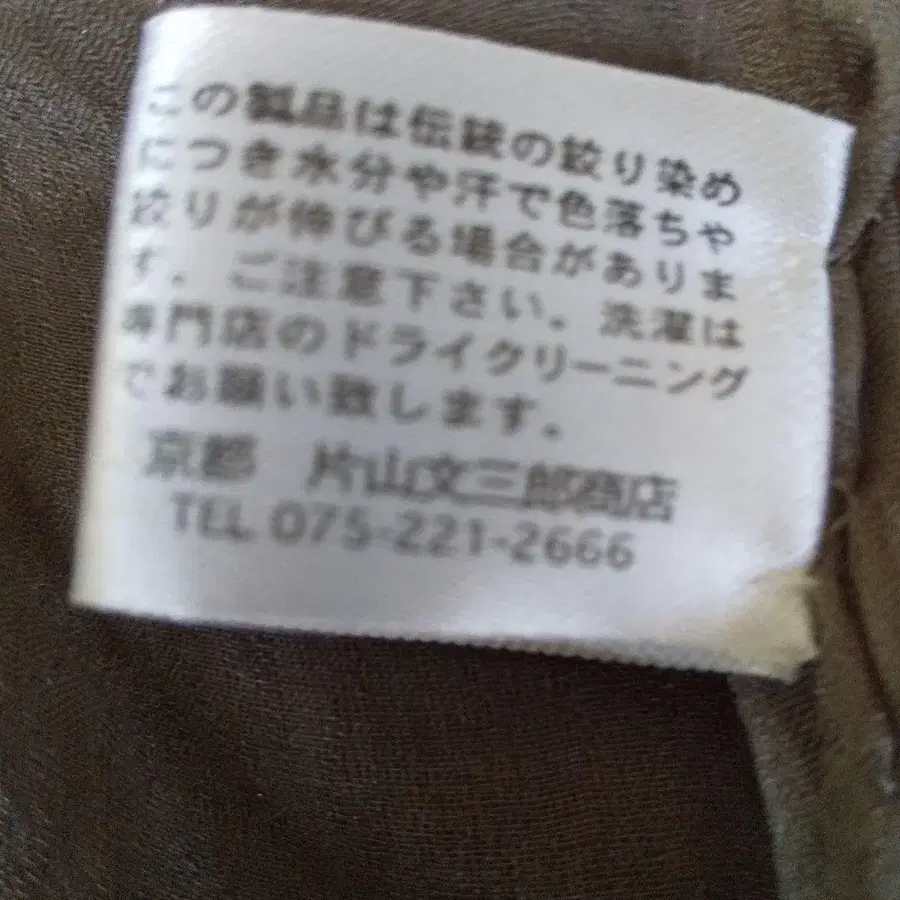 この製品は伝統の絞り染め
につき水分や汗で色落ちや
絞りが伸びる場合がありま
す。ご注意下さい。洗濯は
専門店のドライクリーニング
でお願い致します。
京都　片山文三郎商店
TEL 075-221-2666